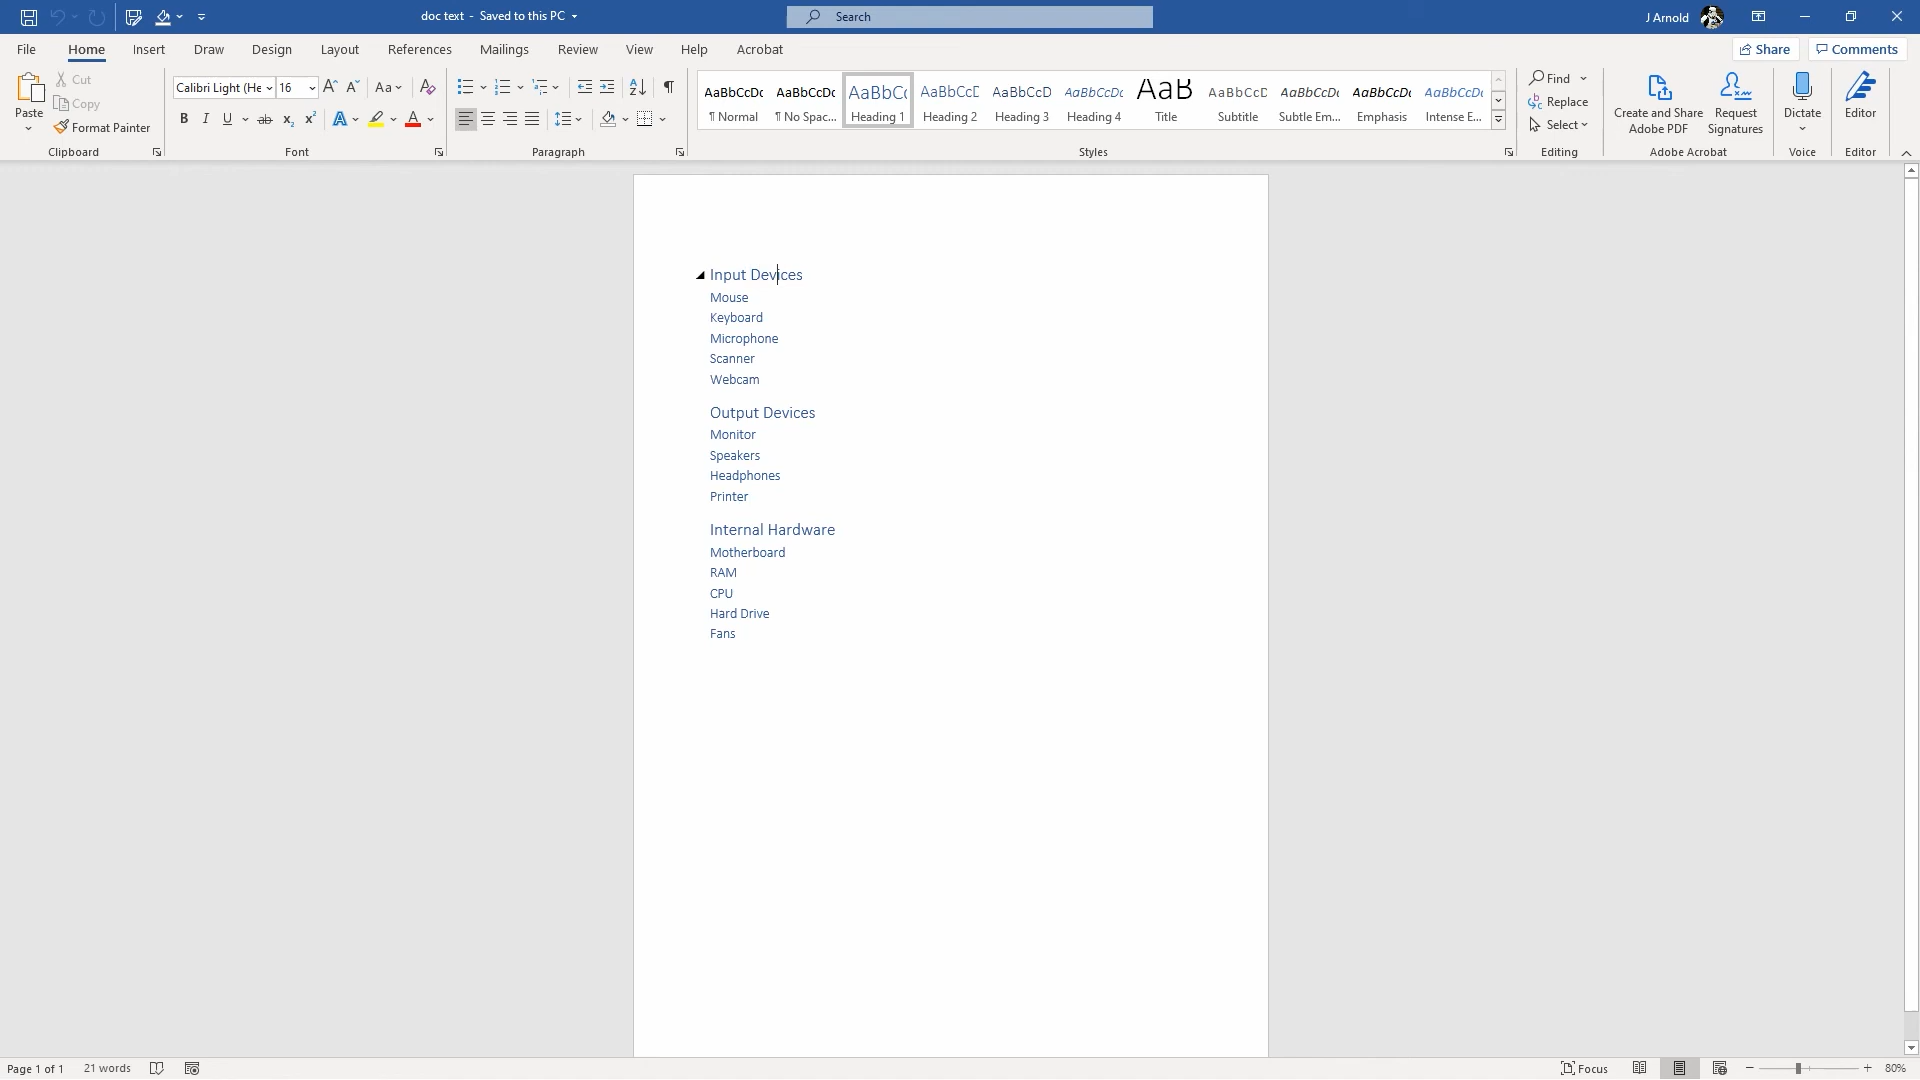 doc text - Saved to this PC
Search
J Arnold
File Home Insert Draw Design Layout References Mailings Review View Help Acrobat
Share Comments
Paste
Cut
Copy
Format Painter
Clipboard
Calibri Light (He 16
Aa
B I U ab x₂ x² A A
Font
Paragraph
AaBbCcDc AaBbCcDc AaBbCc AaBbCcD AaBbCcD AaBbCcDc AaB AaBbCcD AaBbCcDc AaBbCcDc AaBbCcDc
¶ Normal ¶ No Spac... Heading 1 Heading 2 Heading 3 Heading 4 Title Subtitle Subtle Em... Emphasis Intense E...
Styles
Find
Replace
Select
Editing
Create and Share
Adobe PDF
Request
Signatures
Adobe Acrobat
Dictate
Voice
Editor
Editor
Input Devices
Mouse
Keyboard
Microphone
Scanner
Webcam
Output Devices
Monitor
Speakers
Headphones
Printer
Internal Hardware
Motherboard
RAM
CPU
Hard Drive
Fans
Page 1 of 1 21 words
Focus
80%